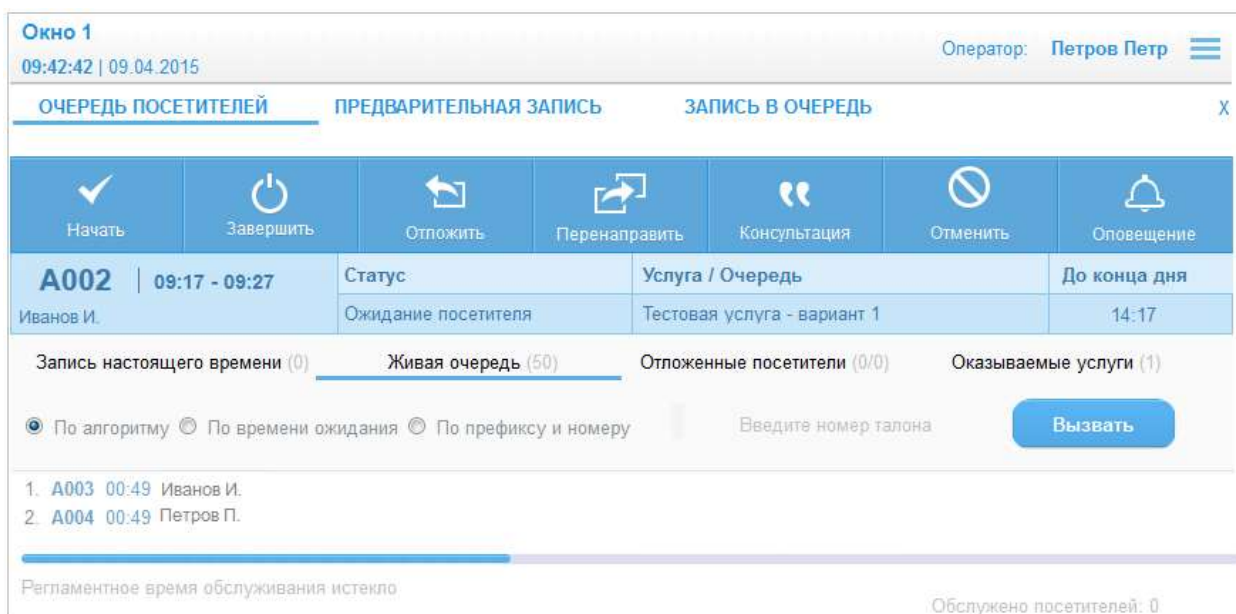 Окно 1
09:42:42 | 09.04.2015
Оператор: Петров Петр
ОЧЕРЕДЬ ПОСЕТИТЕЛЕЙ ПРЕДВАРИТЕЛЬНАЯ ЗАПИСЬ ЗАПИСЬ В ОЧЕРЕДЬ X
Начать Завершить Отложить Перенаправить Консультация Отменить Оповещение
A002 | 09:17 - 09:27 Статус Услуга / Очередь До конца дня
Иванов И. Ожидание посетителя Тестовая услуга - вариант 1 14:17
Запись настоящего времени (0) Живая очередь (50) Отложенные посетители (0/0) Оказываемые услуги (1)
По алгоритму По времени ожидания По префиксу и номеру Введите номер талона Вызвать
1. A003 00:49 Иванов И.
2. A004 00:49 Петров П.
Регламентное время обслуживания истекло
Обслужено посетителей: 0